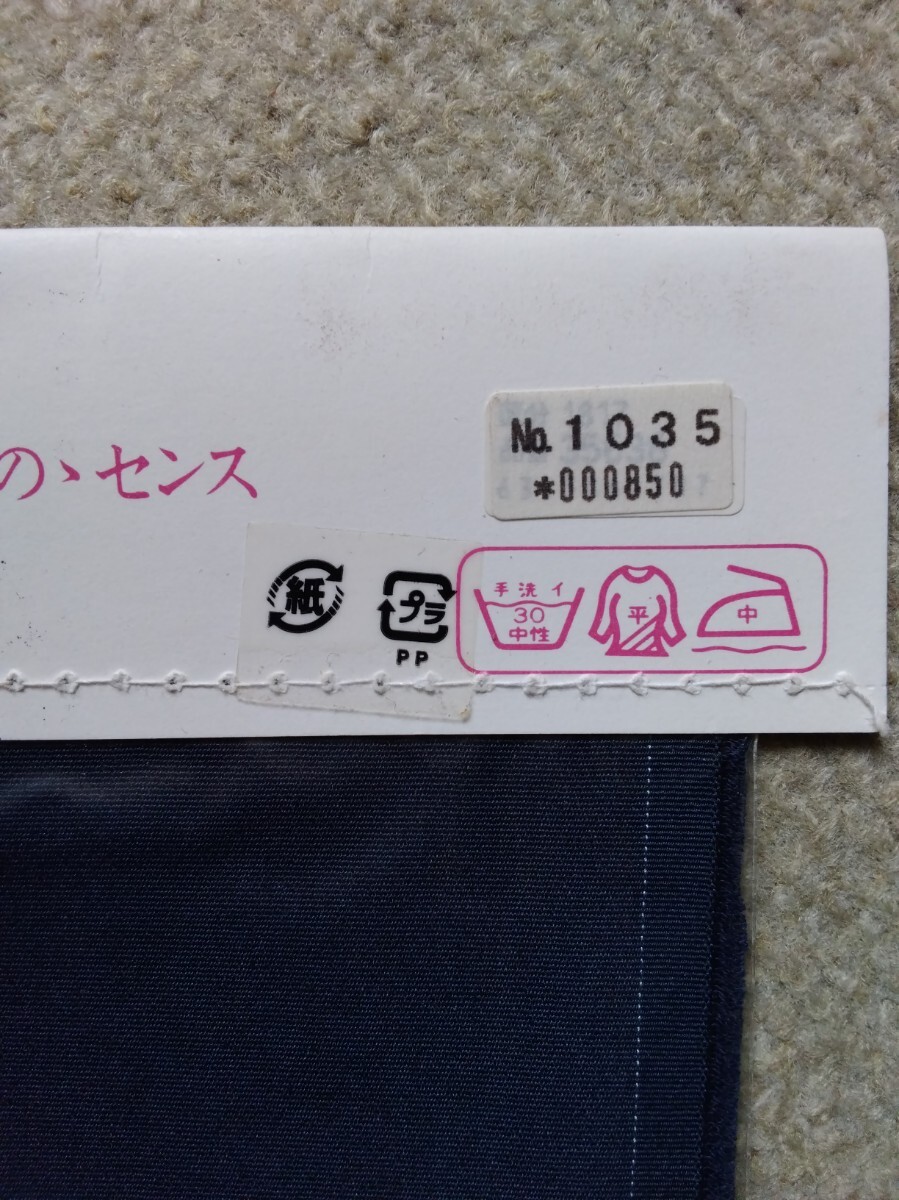 No.1035
*000850
の、センス
紙
プラ
PP
手洗イ
30
中性
平
中